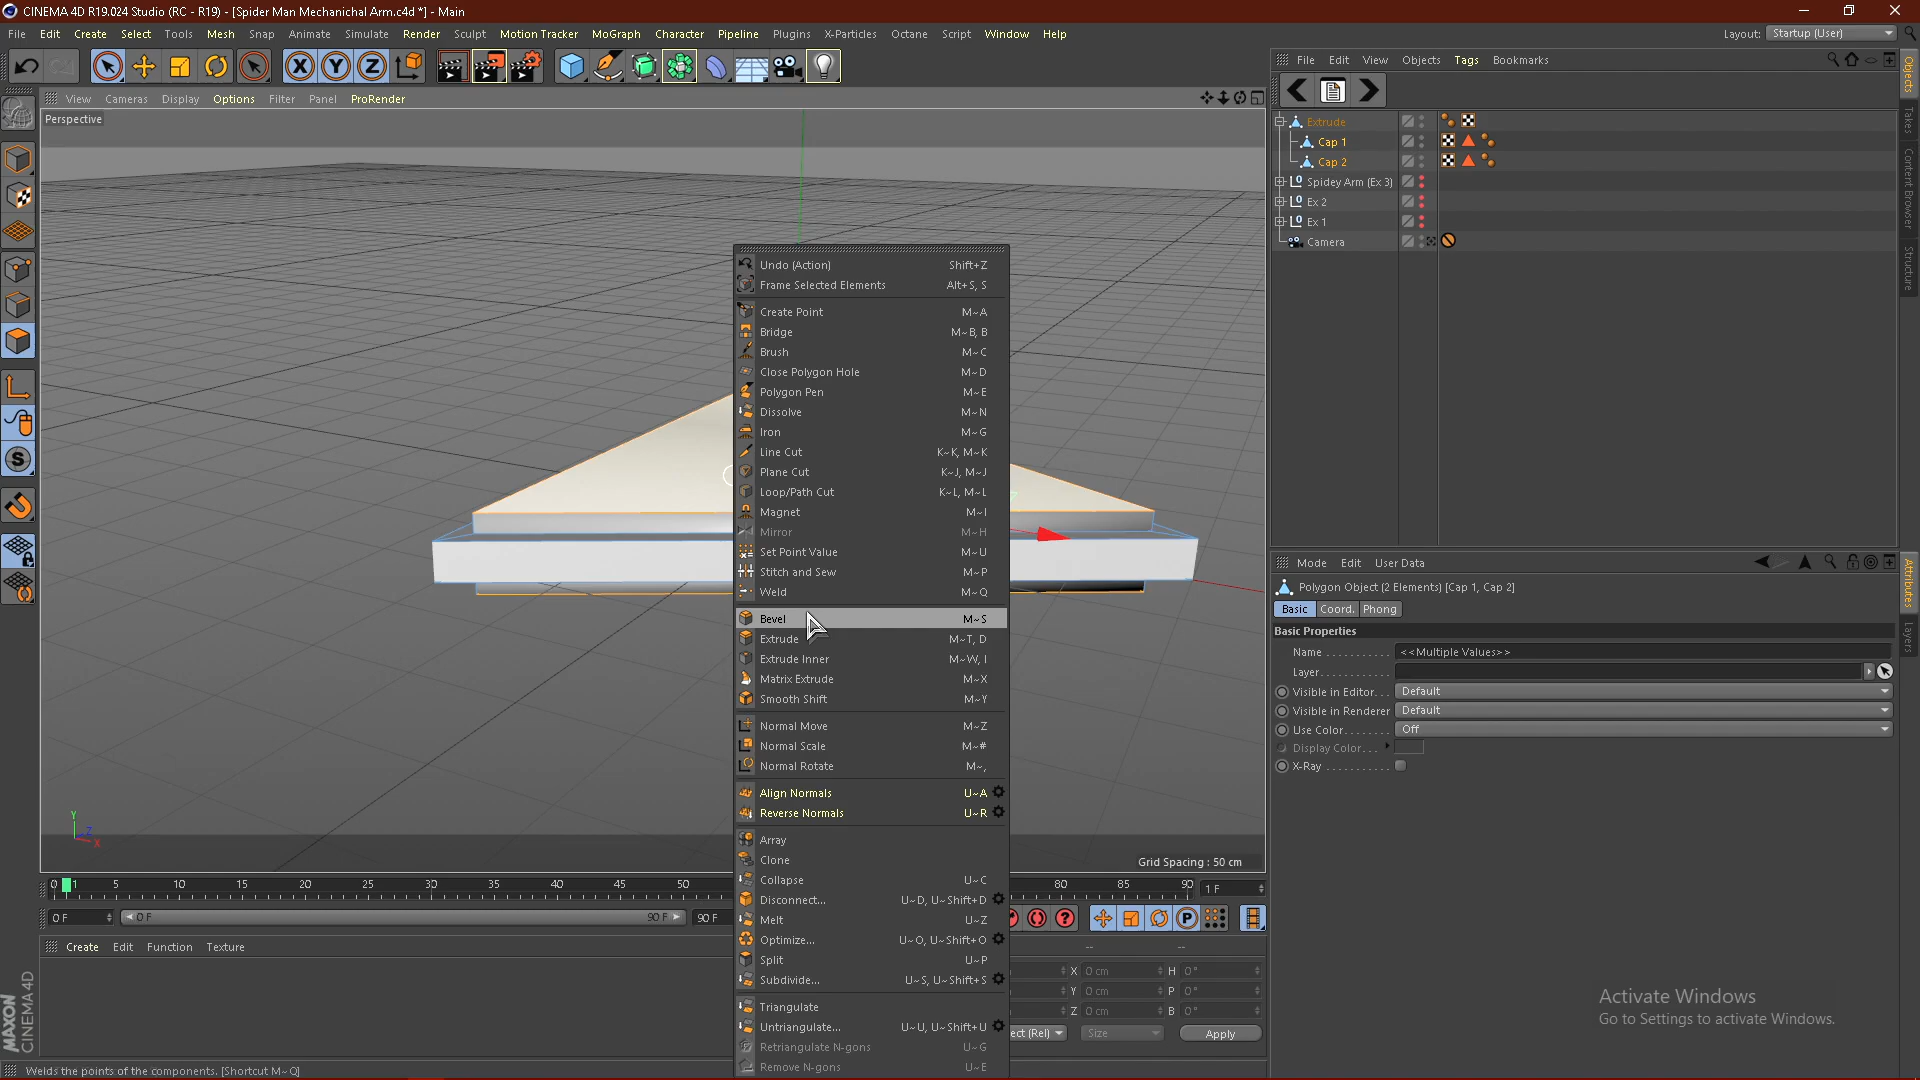 CINEMA 4D R19.024 Studio (RC - R19) - [Spider Man Mechanichal Arm.c4d *] - Main
File Edit Create Select Tools Mesh Snap Animate Simulate Render Sculpt Motion Tracker MoGraph Character Pipeline Plugins X-Particles Octane Script Window Help
Layout: Startup (User)
File Edit View Objects Tags Bookmarks
View Cameras Display Options Filter Panel ProRender
Perspective
Extrude
Cap 1
Cap 2
Spidey Arm (Ex 3)
Ex 2
Ex 1
Camera
Objects
Takes
Content Browser
Structure
Undo (Action) Shift+Z
Frame Selected Elements Alt+S, S
Create Point M~A
Bridge M~B, B
Brush M~C
Close Polygon Hole M~D
Polygon Pen M~E
Dissolve M~N
Iron M~G
Line Cut K~K, M~K
Plane Cut K~J, M~J
Loop/Path Cut K~L, M~L
Magnet M~I
Mirror M~H
Set Point Value M~U
Stitch and Sew M~P
Weld M~Q
Bevel M~S
Extrude M~T, D
Extrude Inner M~W, I
Matrix Extrude M~X
Smooth Shift M~Y
Normal Move M~Z
Normal Scale M~#
Normal Rotate M~,
Align Normals U~A
Reverse Normals U~R
Array
Clone
Collapse U~C
Disconnect... U~D, U~Shift+D
Melt U~Z
Optimize... U~O, U~Shift+O
Split U~P
Subdivide... U~S, U~Shift+S
Triangulate
Untriangulate... U~U, U~Shift+U
Retriangulate N-gons U~G
Remove N-gons U~E
Mode Edit User Data
Polygon Object (2 Elements) [Cap 1, Cap 2]
Basic Coord. Phong
Basic Properties
Name <<Multiple Values>>
Layer
Visible in Editor Default
Visible in Renderer Default
Use Color Off
Display Color
X-Ray
Attributes
Layers
Y Z X
Grid Spacing : 50 cm
0 1 5 10 15 20 25 30 35 40 45 50 80 85 90 1 F
0 F 0 F 90 F 90 F
Create Edit Function Texture
-- --
X 0 cm H 0°
Y 0 cm P 0°
Z 0 cm B 0°
ect (Rel) Size Apply
Activate Windows
Go to Settings to activate Windows.
MAXON
CINEMA 4D
Welds the points of the components. [Shortcut M~Q]